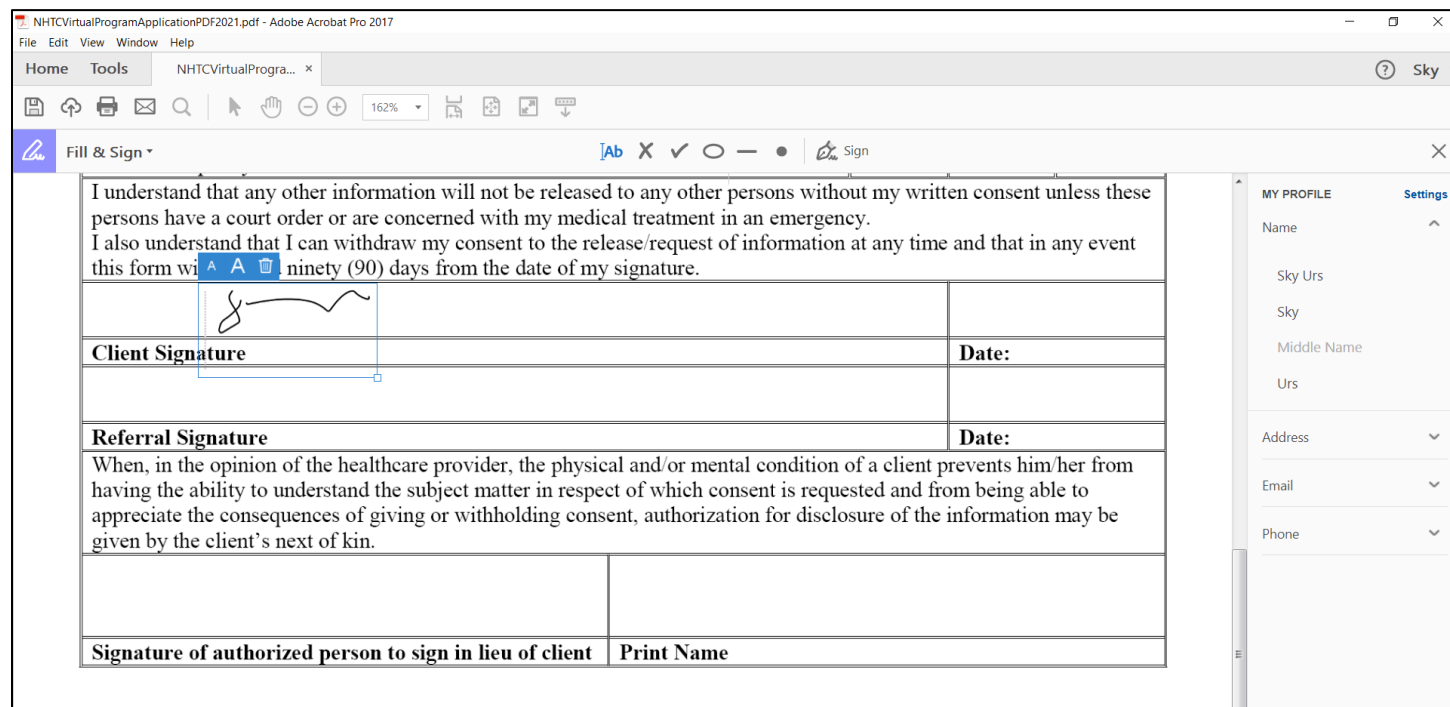 NHTCVirtualProgramApplicationPDF2021.pdf - Adobe Acrobat Pro 2017
File Edit View Window Help
Home Tools NHTCVirtualProgra... × ? Sky
162%
Fill & Sign Ab Sign
I understand that any other information will not be released to any other persons without my written consent unless these
persons have a court order or are concerned with my medical treatment in an emergency.
I also understand that I can withdraw my consent to the release/request of information at any time and that in any event
this form wi A A ninety (90) days from the date of my signature.
Client Signature Date:
Referral Signature Date:
When, in the opinion of the healthcare provider, the physical and/or mental condition of a client prevents him/her from
having the ability to understand the subject matter in respect of which consent is requested and from being able to
appreciate the consequences of giving or withholding consent, authorization for disclosure of the information may be
given by the client's next of kin.
Signature of authorized person to sign in lieu of client Print Name
MY PROFILE Settings
Name
Sky Urs
Sky
Middle Name
Urs
Address
Email
Phone